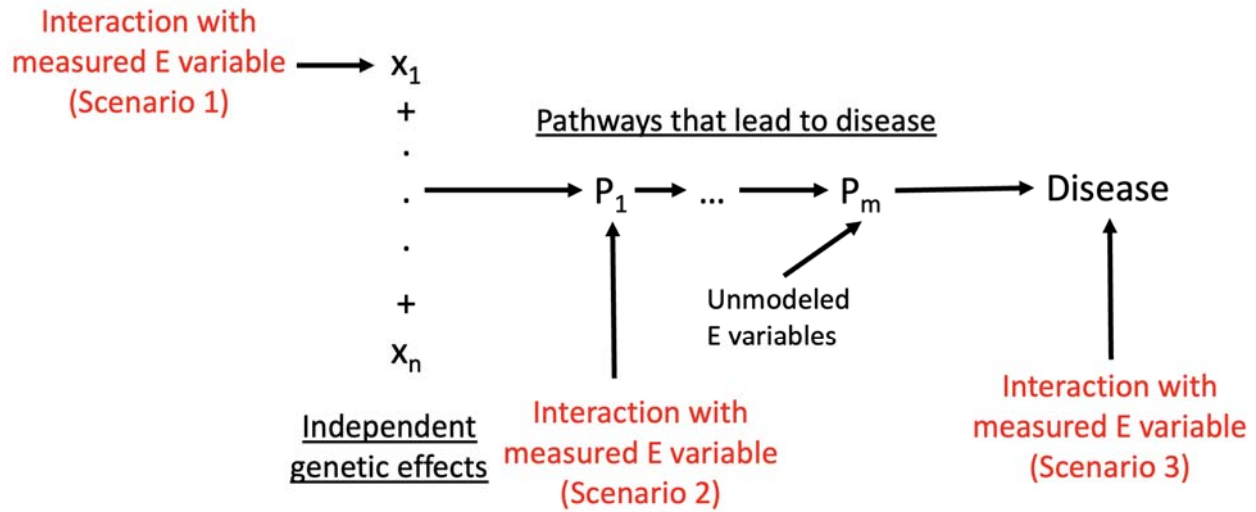 Interaction with
measured E variable
(Scenario 1)
x₁
+
.
.
.
+
xₙ
Independent
genetic effects
Pathways that lead to disease
P₁
...
Pₘ
Disease
Unmodeled
E variables
Interaction with
measured E variable
(Scenario 2)
Interaction with
measured E variable
(Scenario 3)